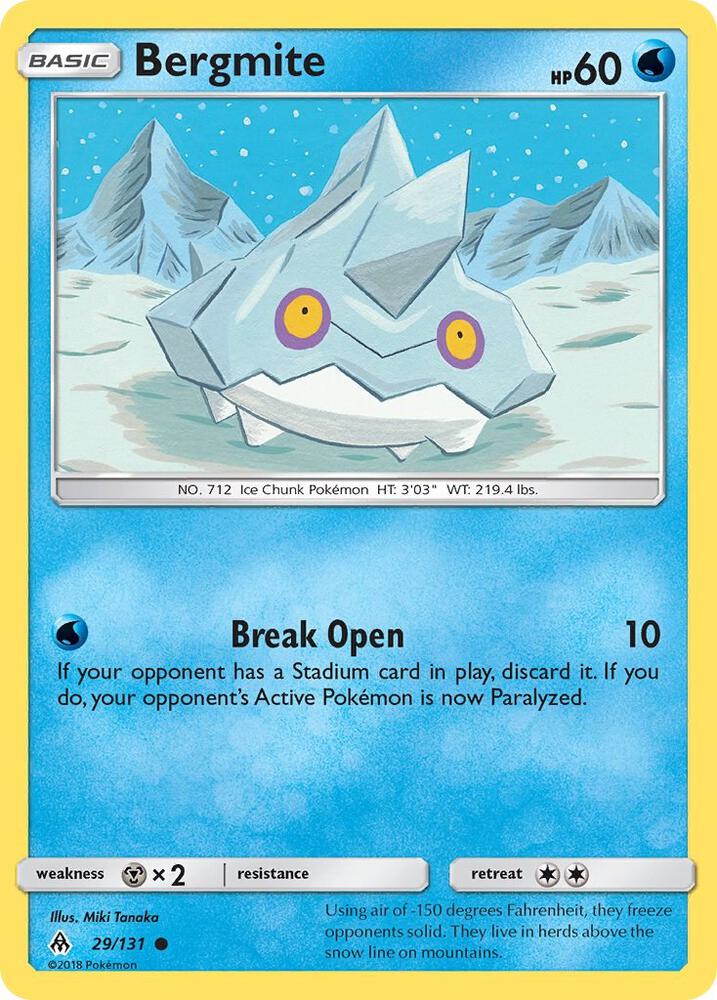 BASIC Bergmite HP 60
NO. 712 Ice Chunk Pokémon HT: 3'03" WT: 219.4 lbs.
Break Open 10
If your opponent has a Stadium card in play, discard it. If you
do, your opponent's Active Pokémon is now Paralyzed.
weakness ×2 resistance retreat
Illus. Miki Tanaka
29/131
©2018 Pokémon
Using air of -150 degrees Fahrenheit, they freeze
opponents solid. They live in herds above the
snow line on mountains.